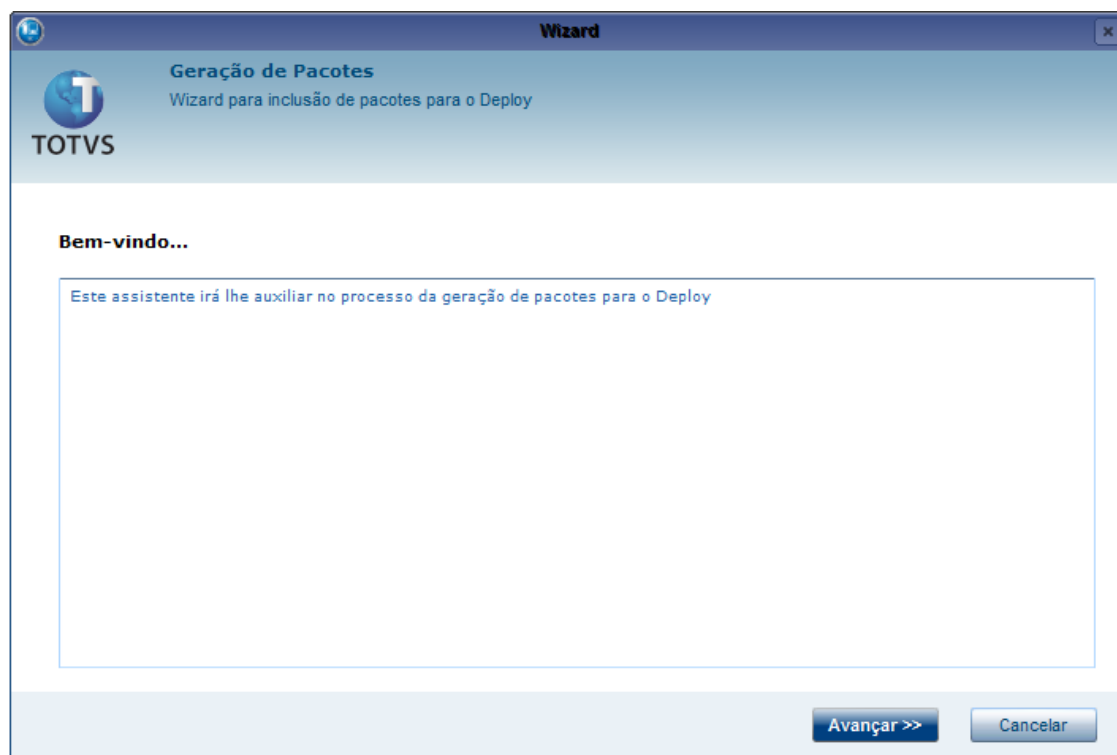 Wizard
Geração de Pacotes
Wizard para inclusão de pacotes para o Deploy
TOTVS
Bem-vindo...
Este assistente irá lhe auxiliar no processo da geração de pacotes para o Deploy
Avançar >>
Cancelar